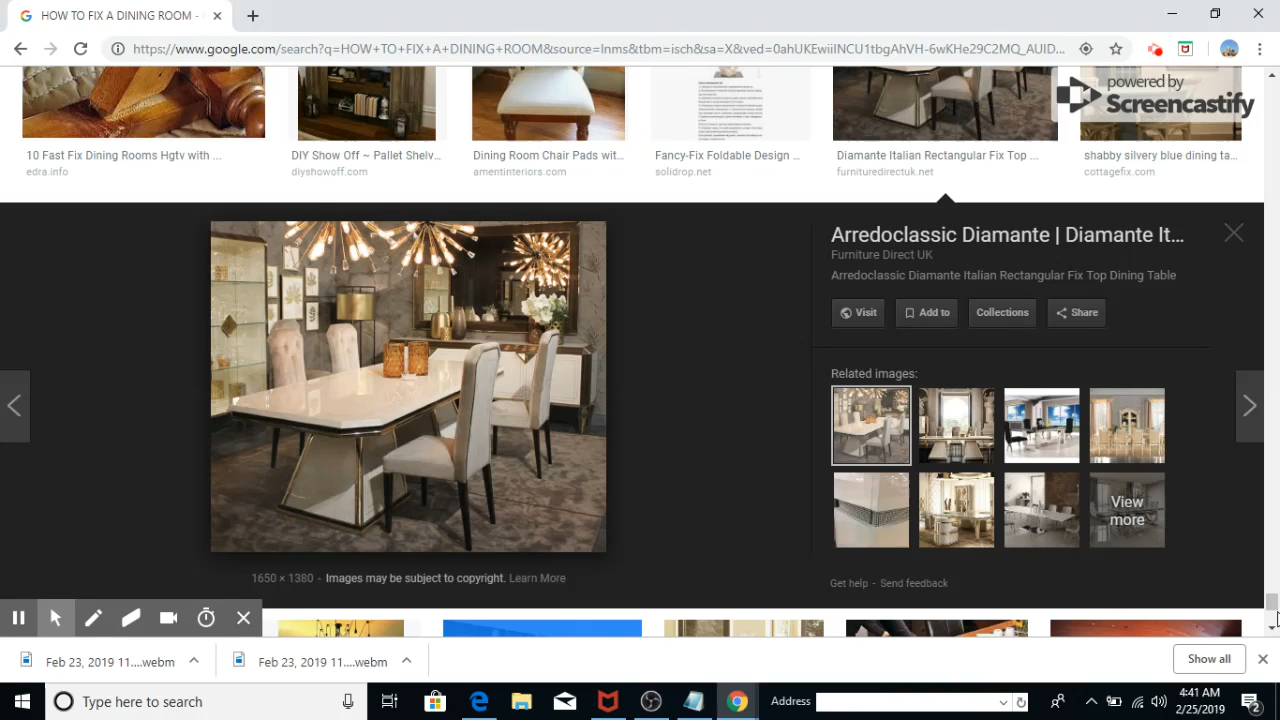 HOW TO FIX A DINING ROOM -
https://www.google.com/search?q=HOW+TO+FIX+A+DINING+ROOM&source=lnms&tbm=isch&sa=X&ved=0ahUKEwiiINCU1tbgAhVH-6wKHe29C2MQ_AUID...
powered by
Screencastify
10 Fast Fix Dining Rooms Hgtv with ...
edra.info
DIY Show Off ~ Pallet Shelv...
diyshowoff.com
Dining Room Chair Pads wit...
amentinteriors.com
Fancy-Fix Foldable Design ...
solidrop.net
Diamante Italian Rectangular Fix Top ...
furnituredirectuk.net
shabby silvery blue dining ta...
cottagefix.com
Arredoclassic Diamante | Diamante It...
Furniture Direct UK
Arredoclassic Diamante Italian Rectangular Fix Top Dining Table
Visit
Add to
Collections
Share
Related images:
View
more
1650 × 1380 - Images may be subject to copyright. Learn More
Get help - Send feedback
Feb 23, 2019 11....webm
Feb 23, 2019 11....webm
Show all
Type here to search
Address
4:41 AM
2/25/2019
2